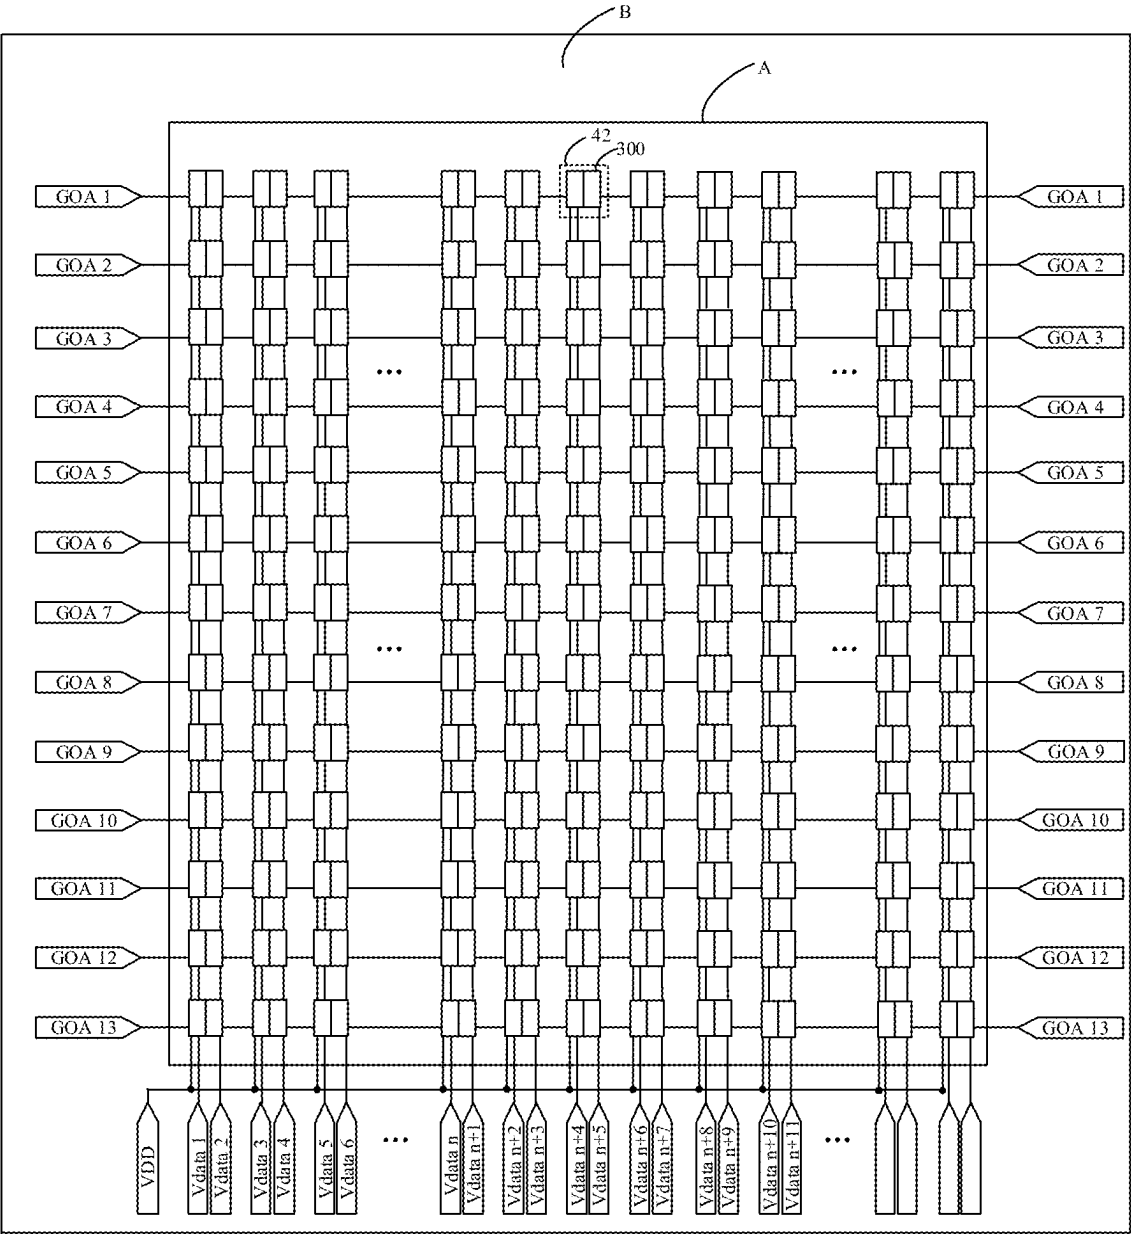 B
A
42
300
GOA 1 GOA 1
GOA 2 GOA 2
GOA 3 GOA 3
... ...
GOA 4 GOA 4
GOA 5 GOA 5
GOA 6 GOA 6
GOA 7 GOA 7
... ...
GOA 8 GOA 8
GOA 9 GOA 9
GOA 10 GOA 10
GOA 11 GOA 11
GOA 12 GOA 12
GOA 13 GOA 13
VDD
Vdata 1
Vdata 2
Vdata 3
Vdata 4
Vdata 5
Vdata 6
...
Vdata n
Vdata n+1
Vdata n+2
Vdata n+3
Vdata n+4
Vdata n+5
Vdata n+6
Vdata n+7
Vdata n+8
Vdata n+9
Vdata n+10
Vdata n+11
...